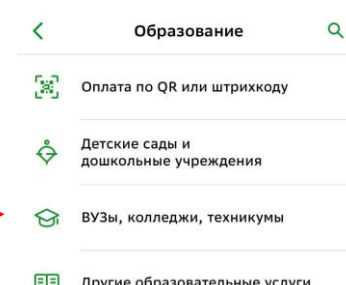 Образование
Оплата по QR или штрихкоду
Детские сады и
дошкольные учреждения
ВУЗы, колледжи, техникумы
Другие образовательные услуги